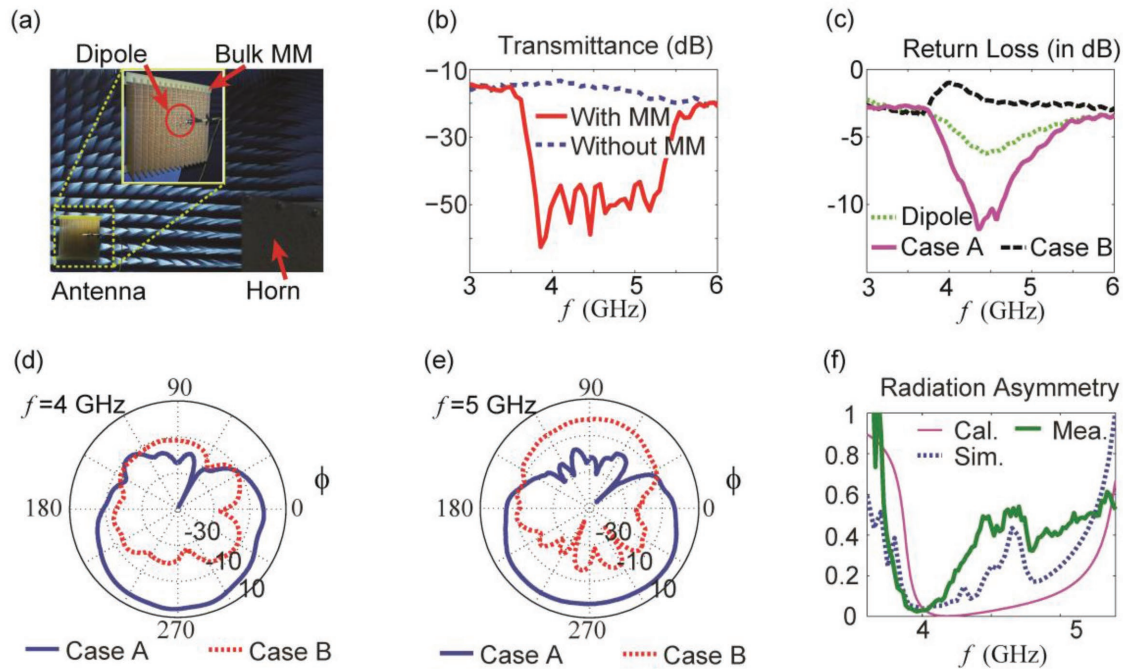 (a)
Dipole
Bulk MM
Antenna
Horn
(b)
Transmittance (dB)
−10
−30
−50
With MM
Without MM
3
4
5
6
f (GHz)
(c)
Return Loss (in dB)
0
-5
-10
Dipole
Case A
Case B
3
4
5
6
f (GHz)
(d)
f=4 GHz
90
180
0
ϕ
-30
-10
10
270
Case A
Case B
(e)
f=5 GHz
90
180
0
ϕ
-30
-10
10
270
Case A
Case B
(f)
Radiation Asymmetry
1
0.8
0.6
0.4
0.2
0
Cal.
Mea.
Sim.
4
5
f (GHz)